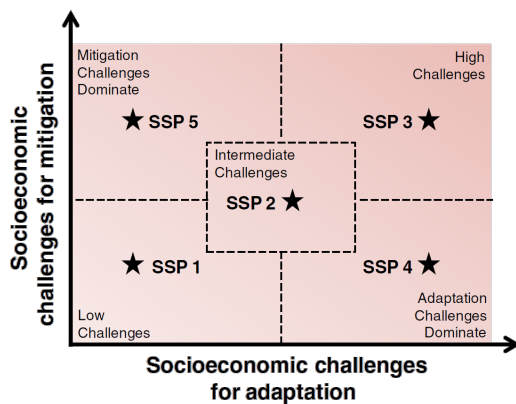 Mitigation
Challenges
Dominate
High
Challenges
SSP 5
SSP 3
Intermediate
Challenges
SSP 2
SSP 1
SSP 4
Low
Challenges
Adaptation
Challenges
Dominate
Socioeconomic
challenges for mitigation
Socioeconomic challenges
for adaptation